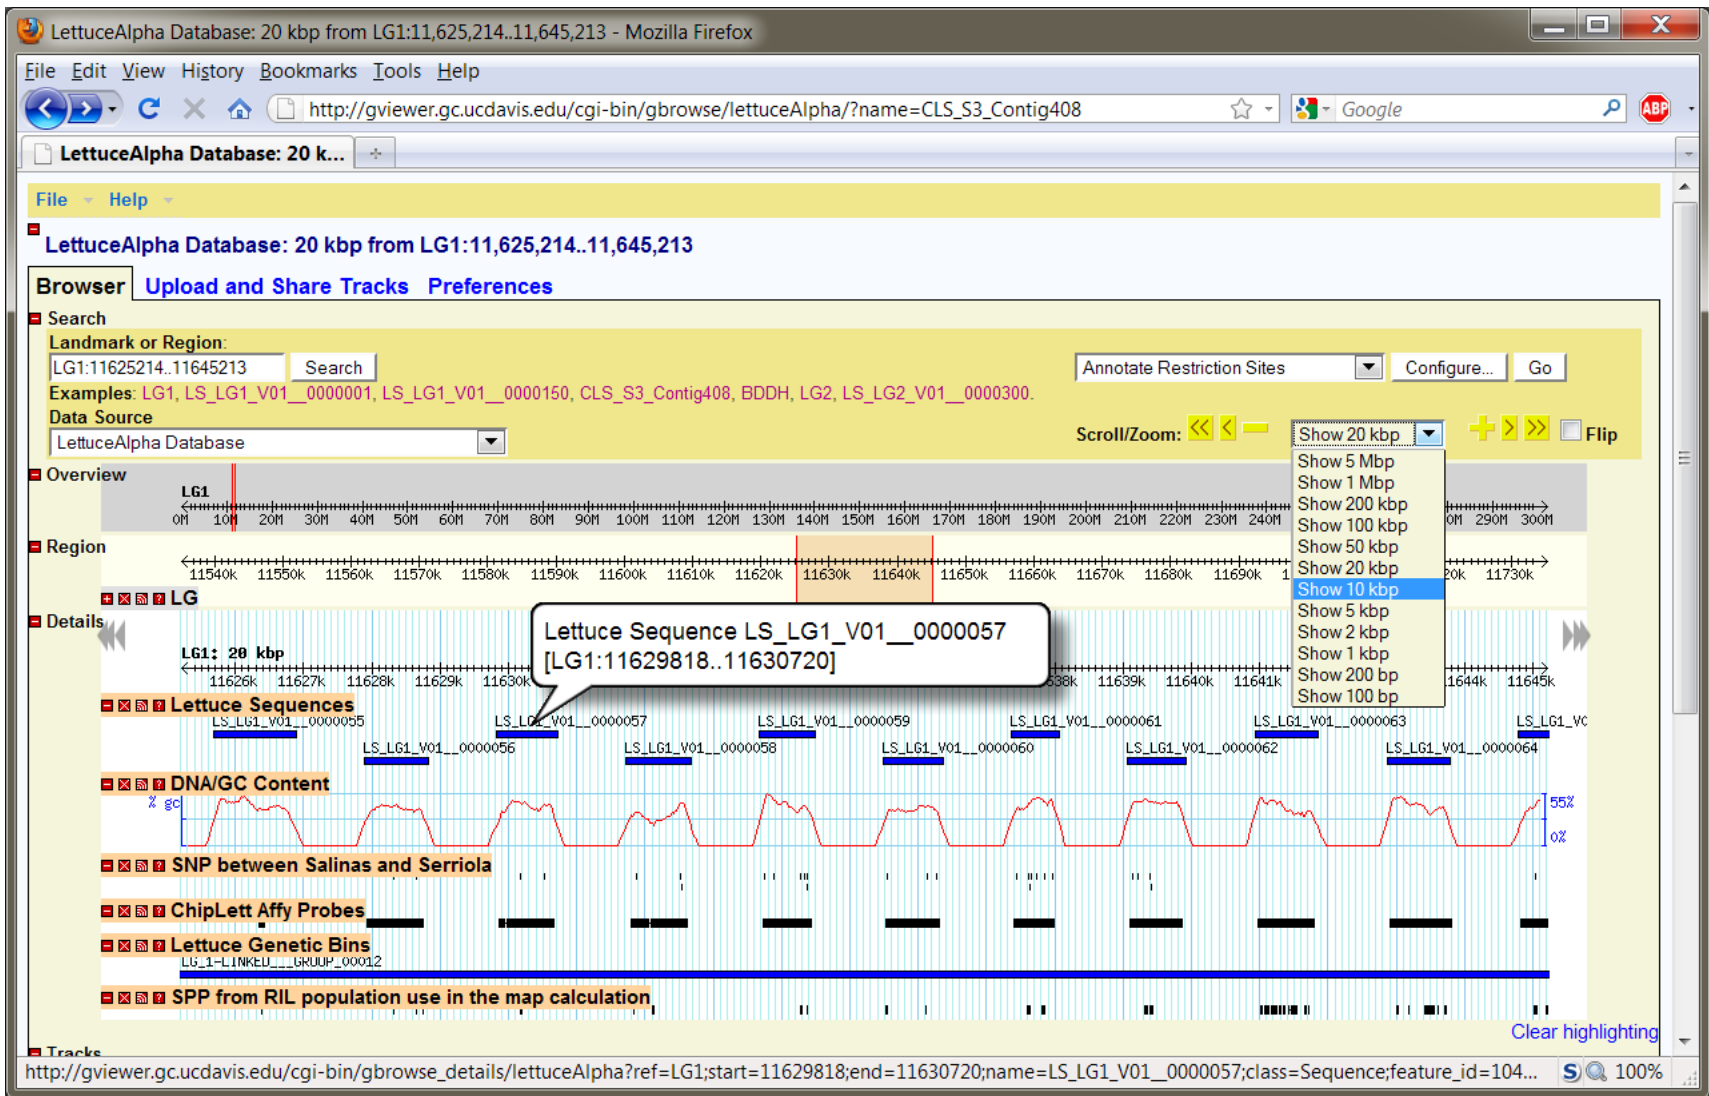 LettuceAlpha Database: 20 kbp from LG1:11,625,214..11,645,213 - Mozilla Firefox
File Edit View History Bookmarks Tools Help
http://gviewer.gc.ucdavis.edu/cgi-bin/gbrowse/lettuceAlpha/?name=CLS_S3_Contig408 Google ABP
LettuceAlpha Database: 20 k...
File Help
LettuceAlpha Database: 20 kbp from LG1:11,625,214..11,645,213
Browser Upload and Share Tracks Preferences
Search
Landmark or Region:
LG1:11625214..11645213 Search Annotate Restriction Sites Configure... Go
Examples: LG1, LS_LG1_V01__0000001, LS_LG1_V01__0000150, CLS_S3_Contig408, BDDH, LG2, LS_LG2_V01__0000300.
Data Source
LettuceAlpha Database Scroll/Zoom: << < Show 20 kbp > >> Flip
Show 5 Mbp
Show 1 Mbp
Show 200 kbp
Show 100 kbp
Show 50 kbp
Show 20 kbp
Show 10 kbp
Show 5 kbp
Show 2 kbp
Show 1 kbp
Show 200 bp
Show 100 bp
Overview
LG1
0M 10M 20M 30M 40M 50M 60M 70M 80M 90M 100M 110M 120M 130M 140M 150M 160M 170M 180M 190M 200M 210M 220M 230M 240M 0M 290M 300M
Region
11540k 11550k 11560k 11570k 11580k 11590k 11600k 11610k 11620k 11630k 11640k 11650k 11660k 11670k 11680k 11690k 1 20k 11730k
LG
Details
Lettuce Sequence LS_LG1_V01__0000057
[LG1:11629818..11630720]
LG1: 20 kbp
11626k 11627k 11628k 11629k 11630k 38k 11639k 11640k 11641k 1644k 11645k
Lettuce Sequences
LS_LG1_V01__0000055 LS_LG1_V01__0000057 LS_LG1_V01__0000059 LS_LG1_V01__0000061 LS_LG1_V01__0000063 LS_LG1_V0
LS_LG1_V01__0000056 LS_LG1_V01__0000058 LS_LG1_V01__0000060 LS_LG1_V01__0000062 LS_LG1_V01__0000064
DNA/GC Content
% gc 55%
0%
SNP between Salinas and Serriola
ChipLett Affy Probes
Lettuce Genetic Bins
LG_1-LINKED___GROUP_00012
SPP from RIL population use in the map calculation
Clear highlighting
Tracks
http://gviewer.gc.ucdavis.edu/cgi-bin/gbrowse_details/lettuceAlpha?ref=LG1;start=11629818;end=11630720;name=LS_LG1_V01__0000057;class=Sequence;feature_id=104... S 100%